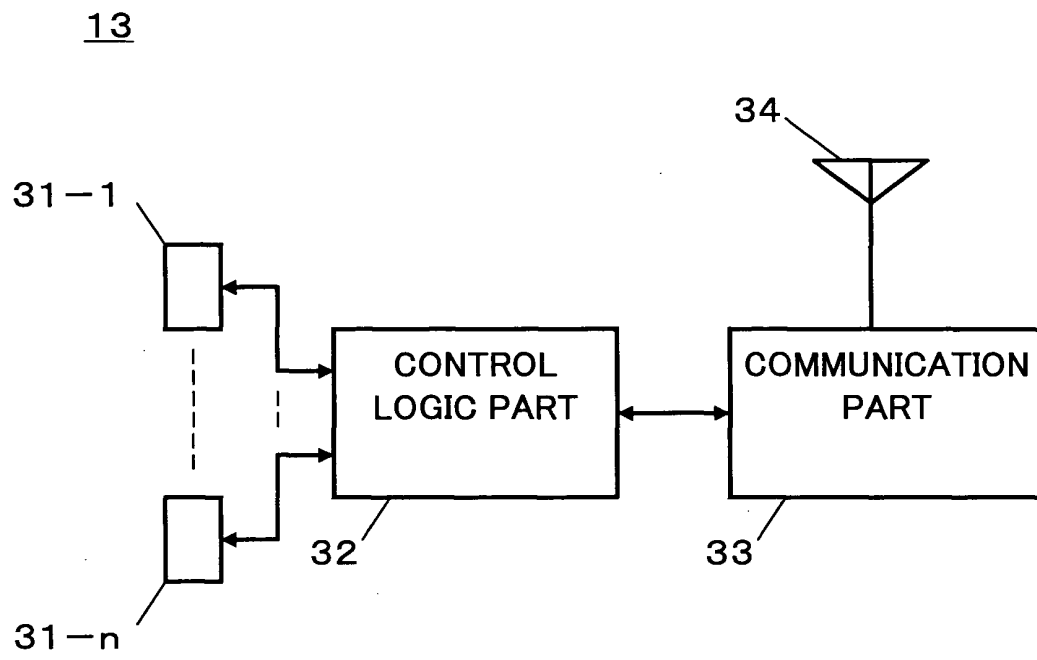 13
34
31-1
CONTROL
LOGIC PART
COMMUNICATION
PART
32
33
31-n